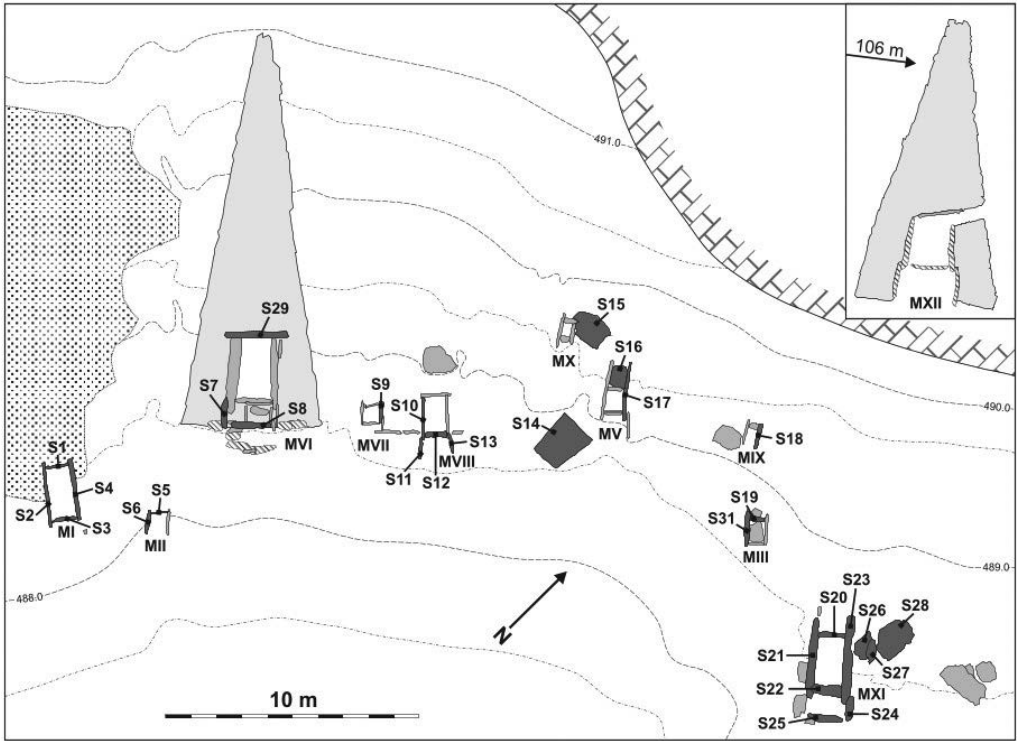 106 m
MXII
491.0
S29
S15
MX
S16
S17
S7
S8
S9
S10
S14
MV
MVI
MVII
S13
MVIII
S11
S12
S18
MIX
490.0
S1
S4
S5
S6
S2
S3
MI
MII
S19
S31
MIII
489.0
488.0
S23
S20
S26
S28
N
S21
S27
S22
MXI
S24
S25
10 m